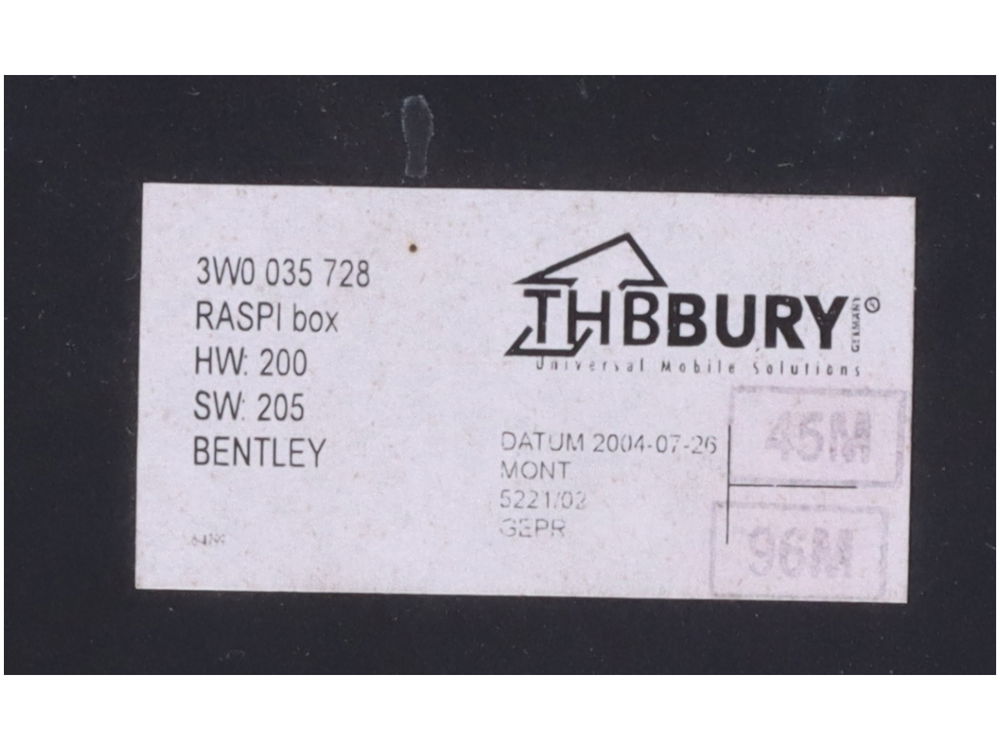 3W0 035 728
RASPI box
HW: 200
SW: 205
BENTLEY
THBBURY
GERMANY
Universal Mobile Solutions
DATUM 2004-07-26
MONT
5221/02
GEPR
45M
96M